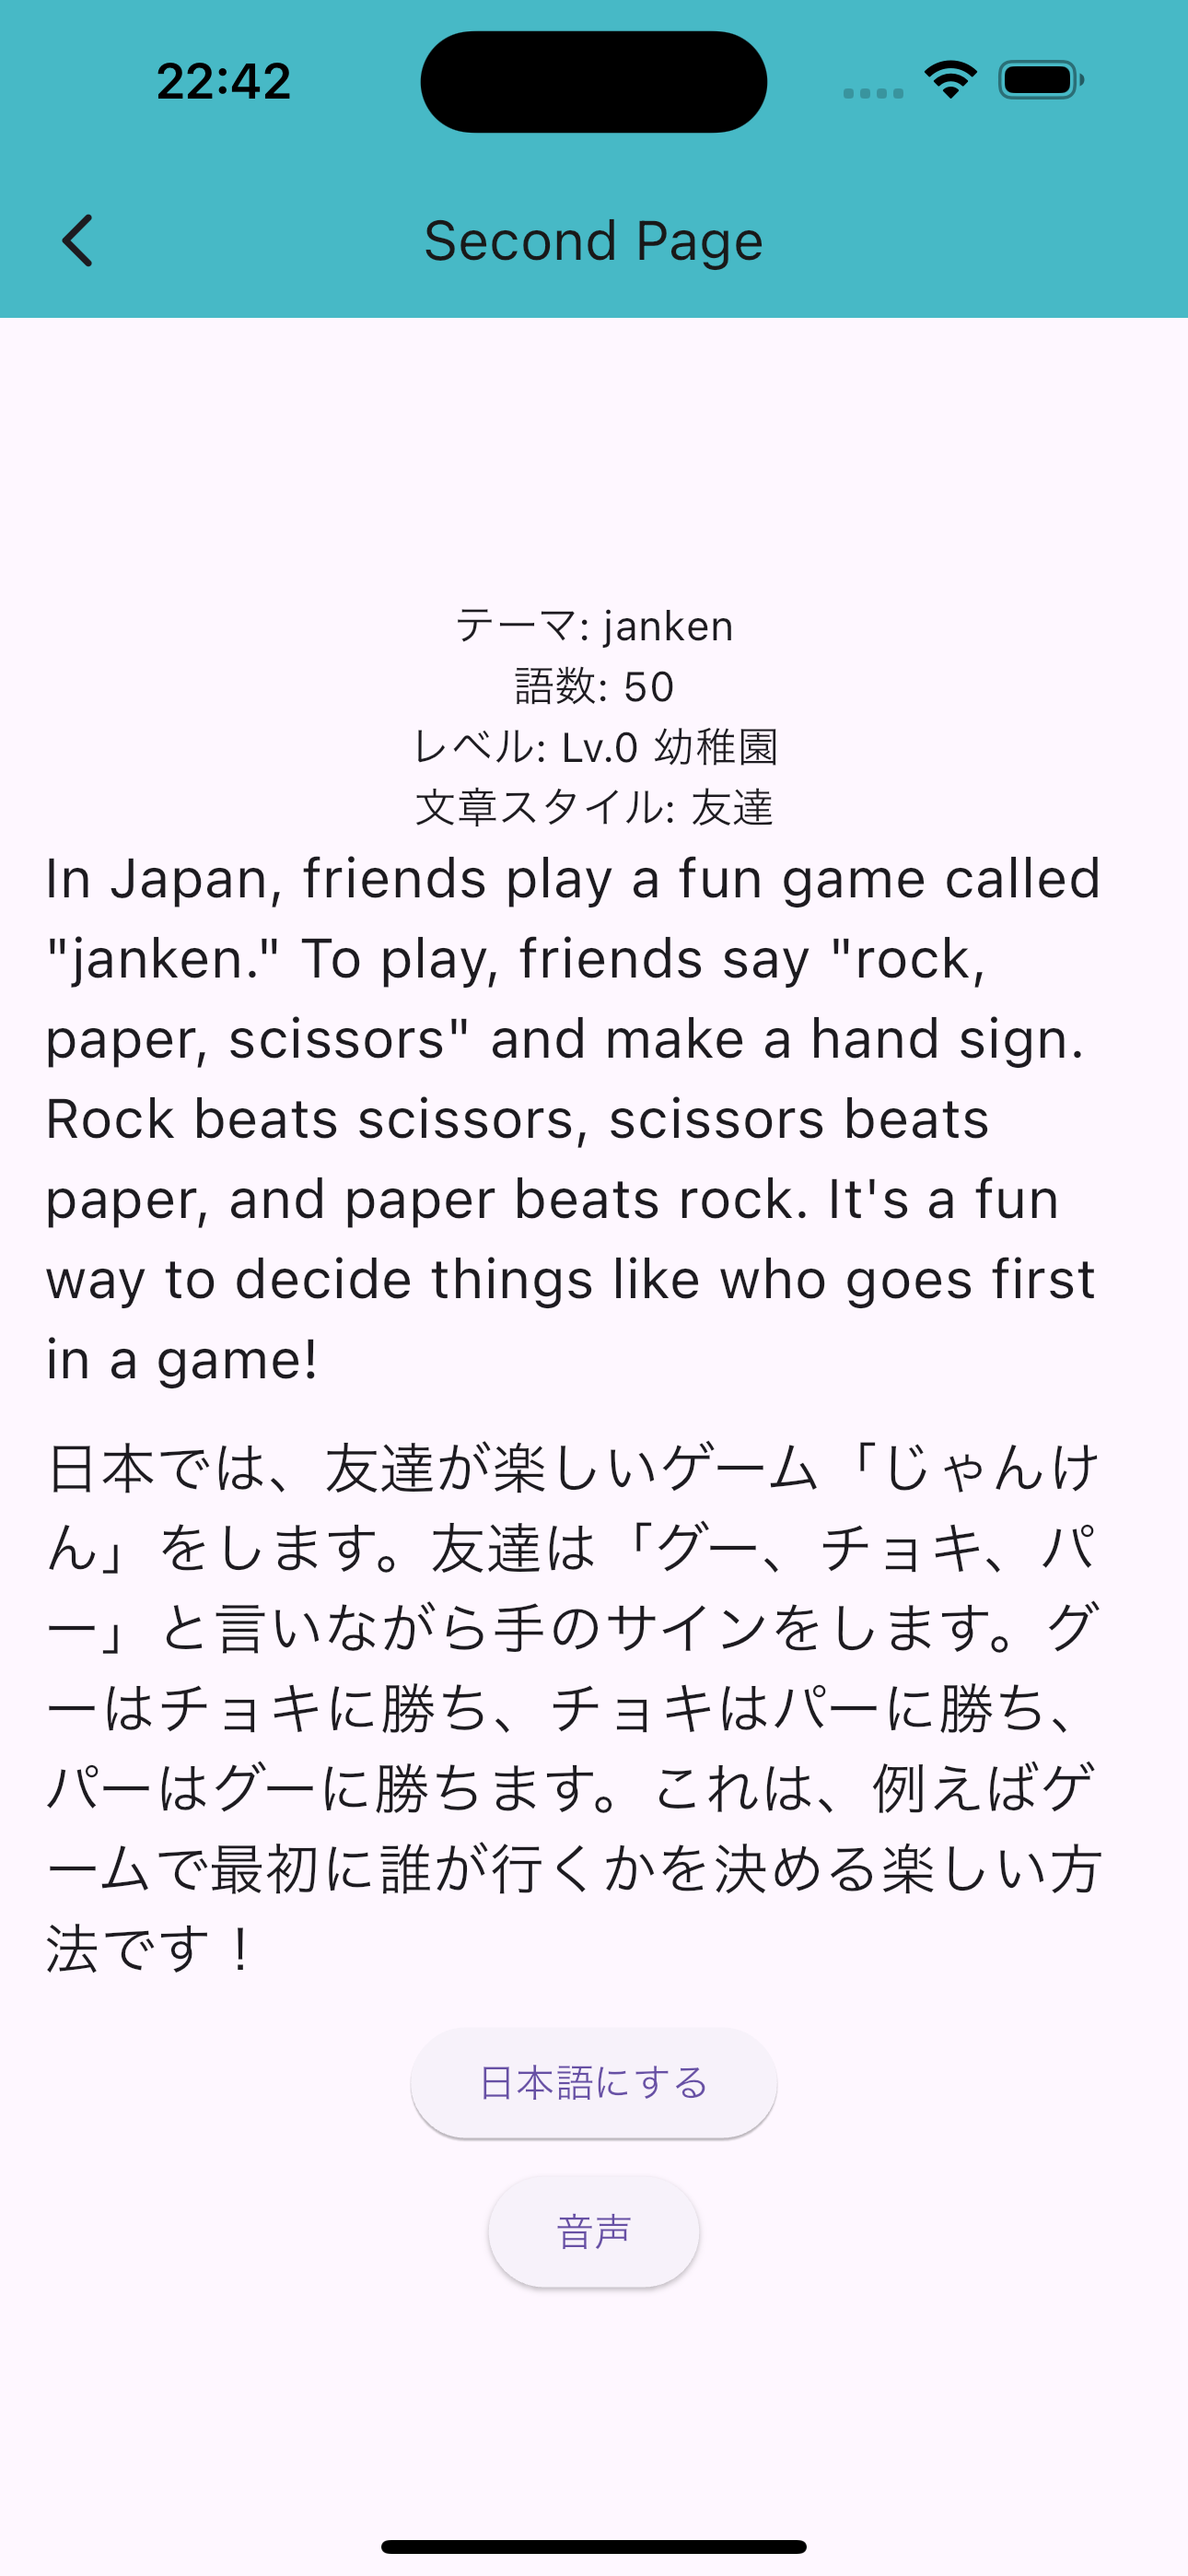 22:42
Second Page
テーマ: janken
語数: 50
レベル: Lv.0 幼稚園
文章スタイル: 友達
In Japan, friends play a fun game called
"janken." To play, friends say "rock,
paper, scissors" and make a hand sign.
Rock beats scissors, scissors beats
paper, and paper beats rock. It's a fun
way to decide things like who goes first
in a game!
日本では、友達が楽しいゲーム「じゃんけ
ん」をします。友達は「グー、チョキ、パ
ー」と言いながら手のサインをします。グ
ーはチョキに勝ち、チョキはパーに勝ち、
パーはグーに勝ちます。これは、例えばゲ
ームで最初に誰が行くかを決める楽しい方
法です！
日本語にする
音声